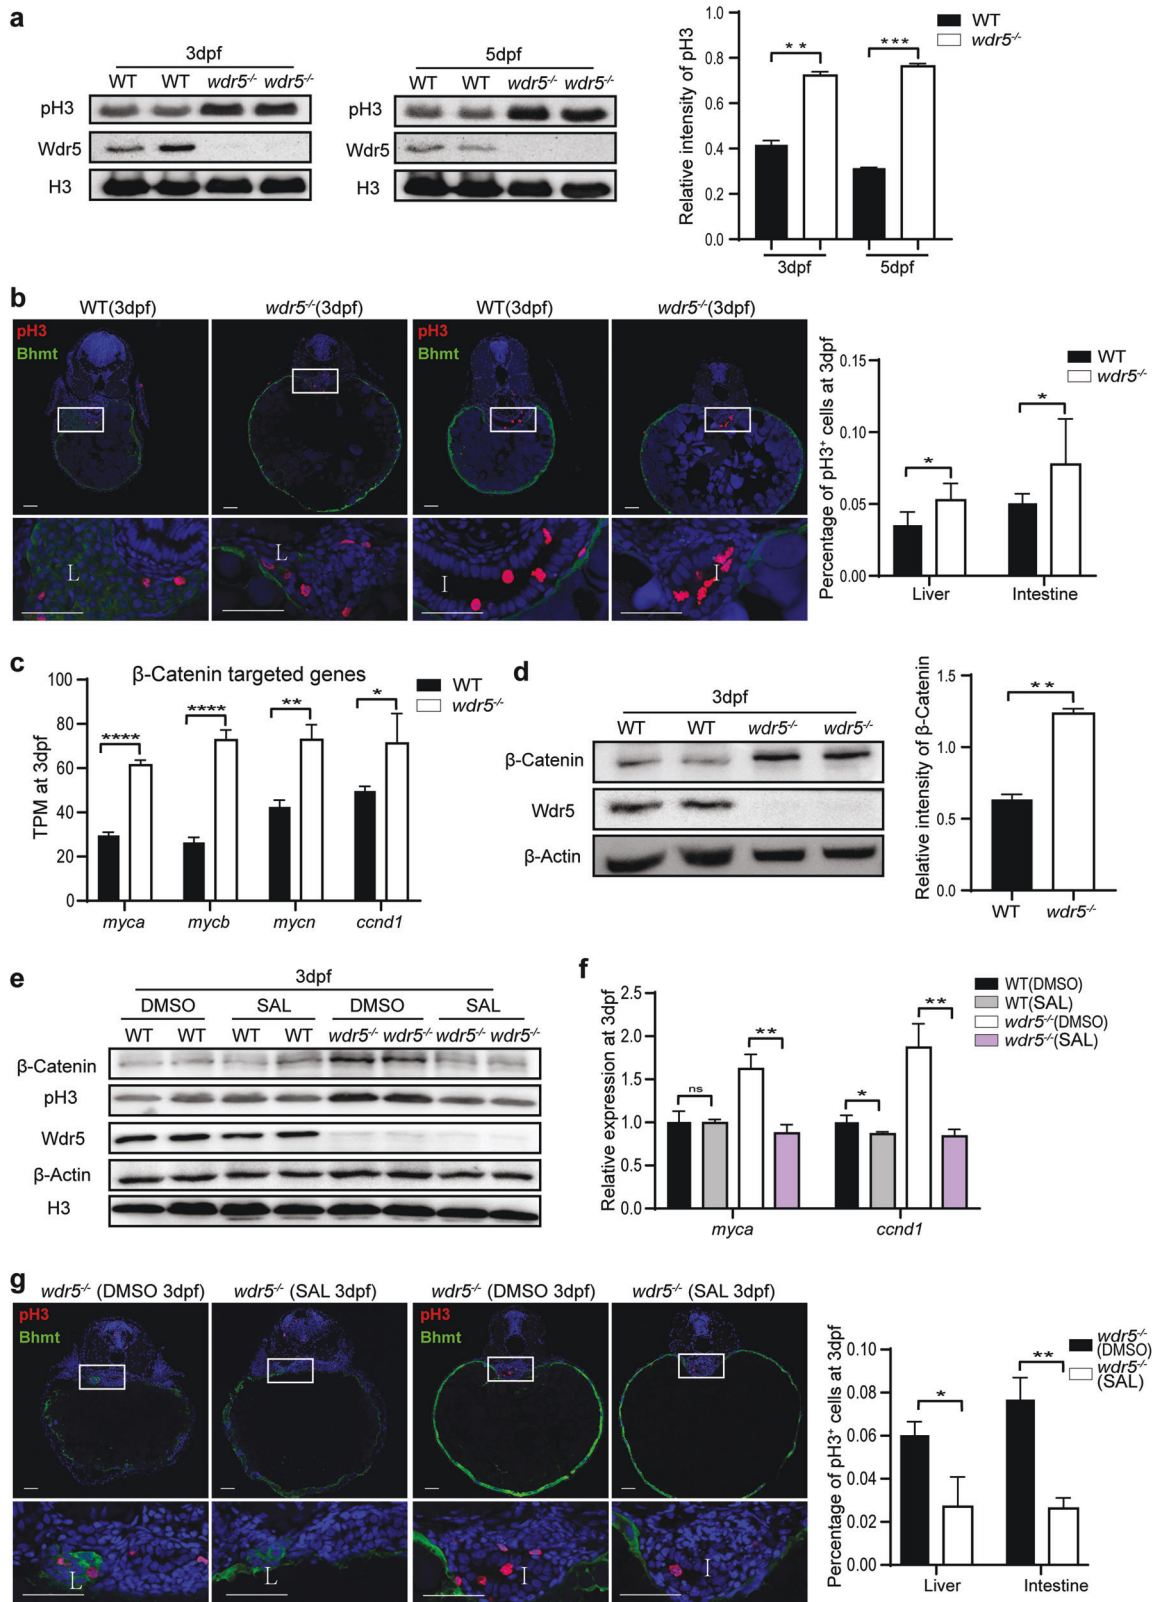 a
3dpf
WT WT wdr5-/- wdr5-/-
pH3
Wdr5
H3
5dpf
WT WT wdr5-/- wdr5-/-
pH3
Wdr5
H3
Relative intensity of pH3
1.0
0.8
0.6
0.4
0.2
0.0
** ***
3dpf 5dpf
WT
wdr5-/-
b
WT(3dpf) wdr5-/-(3dpf) WT(3dpf) wdr5-/-(3dpf)
pH3
Bhmt
pH3
Bhmt
L L I I
Percentage of pH3+ cells at 3dpf
0.15
0.10
0.05
0.00
* *
Liver Intestine
WT
wdr5-/-
c
β-Catenin targeted genes
TPM at 3dpf
100
80
60
40
20
0
**** **** ** *
myca mycb mycn ccnd1
WT
wdr5-/-
d
3dpf
WT WT wdr5-/- wdr5-/-
β-Catenin
Wdr5
β-Actin
Relative intensity of β-Catenin
1.5
1.0
0.5
0.0
**
WT wdr5-/-
e
3dpf
DMSO SAL DMSO SAL
WT WT WT WT wdr5-/- wdr5-/- wdr5-/- wdr5-/-
β-Catenin
pH3
Wdr5
β-Actin
H3
f
Relative expression at 3dpf
2.5
2.0
1.5
1.0
0.5
0.0
ns ** * **
myca ccnd1
WT(DMSO)
WT(SAL)
wdr5-/-(DMSO)
wdr5-/-(SAL)
g
wdr5-/- (DMSO 3dpf) wdr5-/- (SAL 3dpf) wdr5-/- (DMSO 3dpf) wdr5-/- (SAL 3dpf)
pH3
Bhmt
pH3
Bhmt
L L I I
Percentage of pH3+ cells at 3dpf
0.10
0.08
0.06
0.04
0.02
0.00
* **
Liver Intestine
wdr5-/-
(DMSO)
wdr5-/-
(SAL)